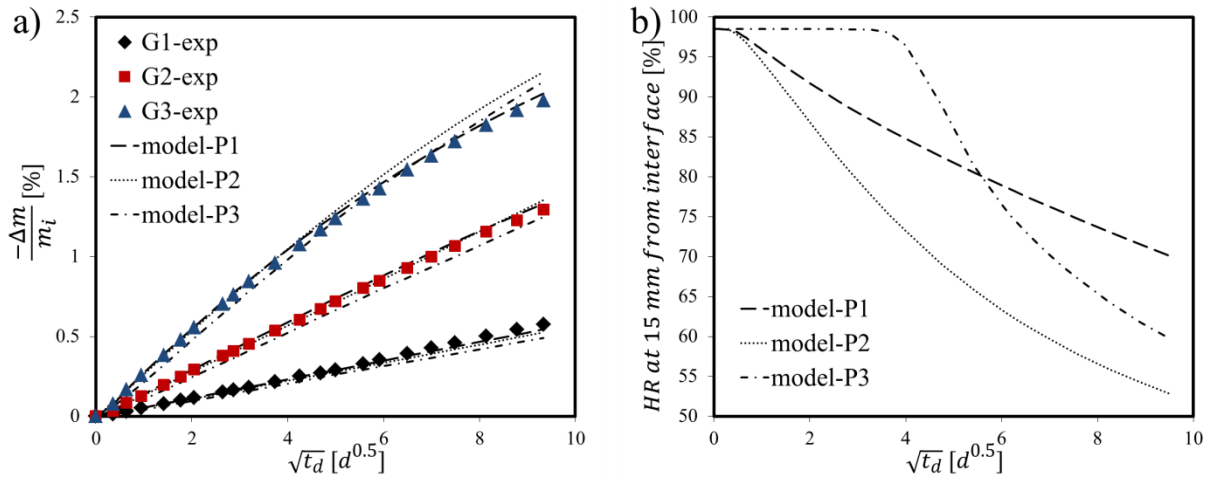 a)
2.5
2
1.5
1
0.5
0
−Δm/m_i [%]
G1-exp
G2-exp
G3-exp
model-P1
model-P2
model-P3
0 2 4 6 8 10
√t_d [d^0.5]
b)
100
95
90
85
80
75
70
65
60
55
50
HR at 15 mm from interface [%]
model-P1
model-P2
model-P3
0 2 4 6 8 10
√t_d [d^0.5]